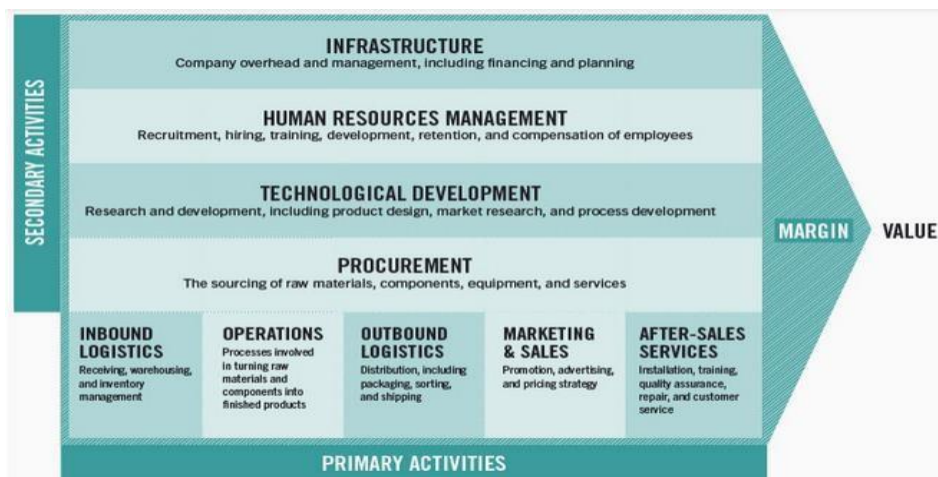 SECONDARY ACTIVITIES
INFRASTRUCTURE
Company overhead and management, including financing and planning
HUMAN RESOURCES MANAGEMENT
Recruitment, hiring, training, development, retention, and compensation of employees
TECHNOLOGICAL DEVELOPMENT
Research and development, including product design, market research, and process development
PROCUREMENT
The sourcing of raw materials, components, equipment, and services
INBOUND
LOGISTICS
Receiving, warehousing,
and inventory
management
OPERATIONS
Processes involved
in turning raw
materials and
components into
finished products
OUTBOUND
LOGISTICS
Distribution, including
packaging, sorting,
and shipping
MARKETING
& SALES
Promotion, advertising,
and pricing strategy
AFTER-SALES
SERVICES
Installation, training,
quality assurance,
repair, and customer
service
MARGIN
VALUE
PRIMARY ACTIVITIES